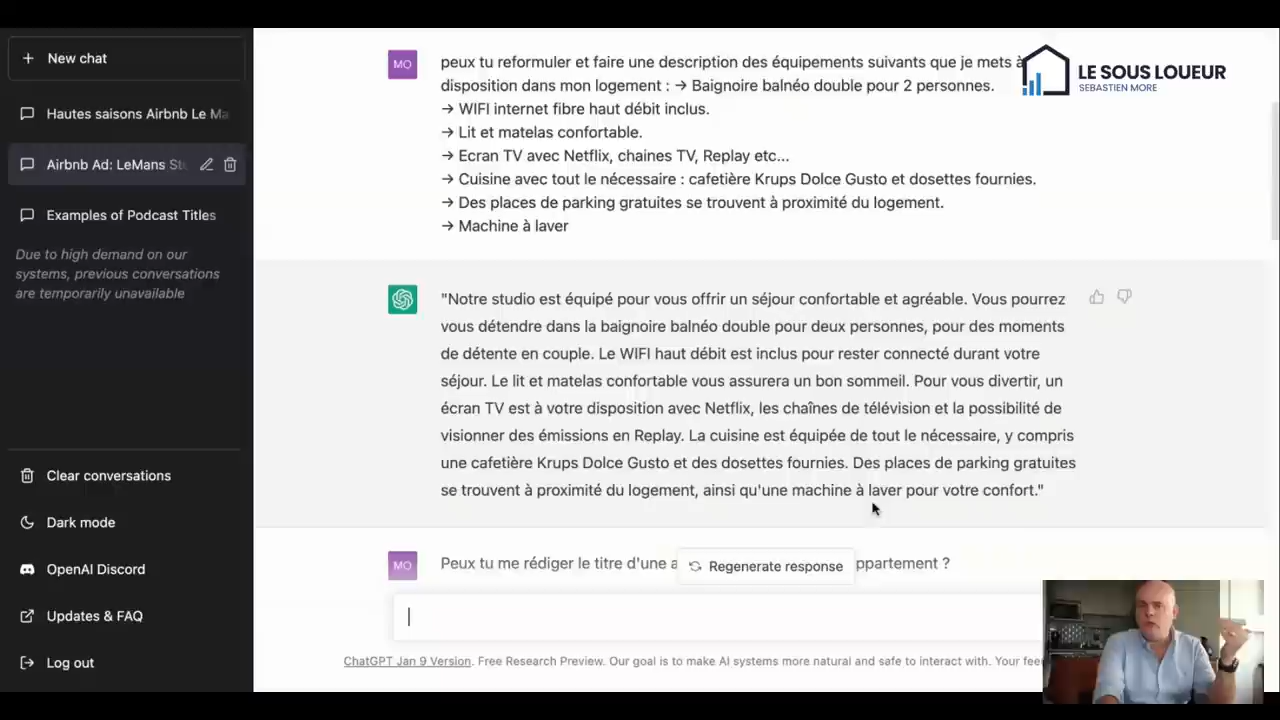 New chat
Hautes saisons Airbnb Le Ma
Airbnb Ad: LeMans Stu
Examples of Podcast Titles
Due to high demand on our
systems, previous conversations
are temporarily unavailable
Clear conversations
Dark mode
OpenAI Discord
Updates & FAQ
Log out
LE SOUS LOUEUR
SEBASTIEN MORE
MO
peux tu reformuler et faire une description des équipements suivants que je mets à
disposition dans mon logement : → Baignoire balnéo double pour 2 personnes.
→ WIFI internet fibre haut débit inclus.
→ Lit et matelas confortable.
→ Ecran TV avec Netflix, chaines TV, Replay etc...
→ Cuisine avec tout le nécessaire : cafetière Krups Dolce Gusto et dosettes fournies.
→ Des places de parking gratuites se trouvent à proximité du logement.
→ Machine à laver
"Notre studio est équipé pour vous offrir un séjour confortable et agréable. Vous pourrez
vous détendre dans la baignoire balnéo double pour deux personnes, pour des moments
de détente en couple. Le WIFI haut débit est inclus pour rester connecté durant votre
séjour. Le lit et matelas confortable vous assurera un bon sommeil. Pour vous divertir, un
écran TV est à votre disposition avec Netflix, les chaînes de télévision et la possibilité de
visionner des émissions en Replay. La cuisine est équipée de tout le nécessaire, y compris
une cafetière Krups Dolce Gusto et des dosettes fournies. Des places de parking gratuites
se trouvent à proximité du logement, ainsi qu'une machine à laver pour votre confort."
MO
Peux tu me rédiger le titre d'une a ppartement ?
Regenerate response
ChatGPT Jan 9 Version. Free Research Preview. Our goal is to make AI systems more natural and safe to interact with. Your fee